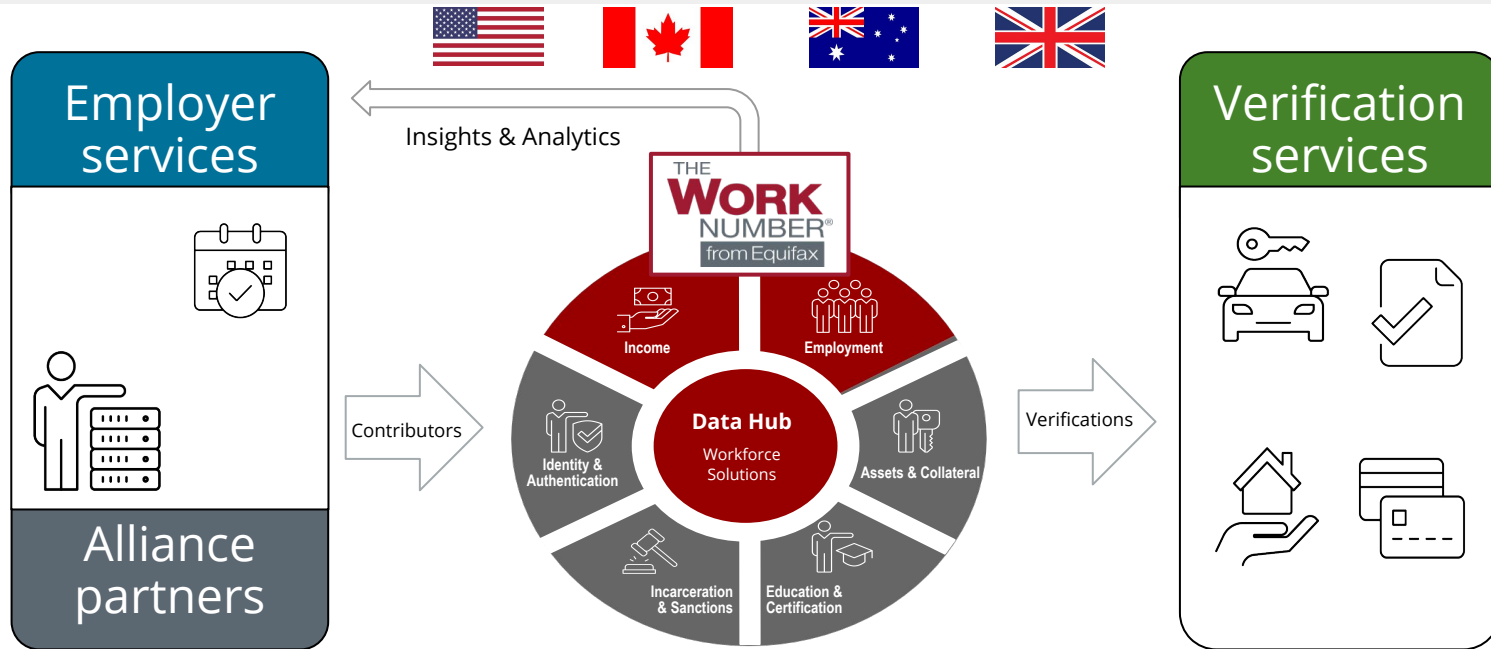 Employer
services
Insights & Analytics
THE
WORK
NUMBER®
from Equifax
Verification
services
Income
Employment
Contributors
Data Hub
Workforce
Solutions
Verifications
Identity &
Authentication
Assets & Collateral
Incarceration
& Sanctions
Education &
Certification
Alliance
partners